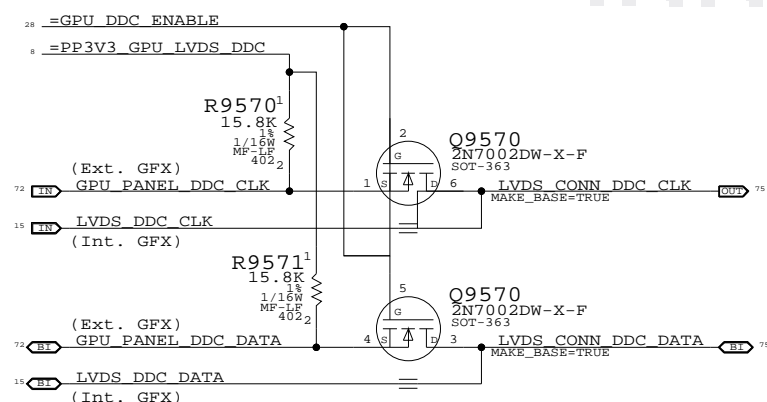 28 =GPU_DDC_ENABLE
8 =PP3V3_GPU_LVDS_DDC
R9570 1
15.8K
1%
1/16W
MF-LF
402 2
2
Q9570
2N7002DW-X-F
SOT-363
G
(Ext. GFX)
72 IN GPU_PANEL_DDC_CLK 1 S D 6 LVDS_CONN_DDC_CLK OUT 75
MAKE_BASE=TRUE
15 IN LVDS_DDC_CLK
(Int. GFX)
R9571 1
15.8K
1%
1/16W
MF-LF
402 2
5
Q9570
2N7002DW-X-F
SOT-363
G
(Ext. GFX)
72 BI GPU_PANEL_DDC_DATA 4 S D 3 LVDS_CONN_DDC_DATA BI 75
MAKE_BASE=TRUE
15 BI LVDS_DDC_DATA
(Int. GFX)